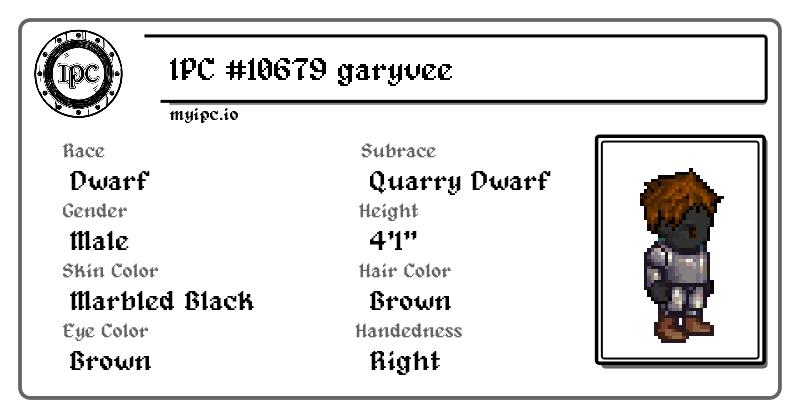 IPC
IPC #10679 garyvee
myipc.io
Race
Dwarf
Subrace
Quarry Dwarf
Gender
Male
Height
4'1"
Skin Color
Marbled Black
Hair Color
Brown
Eye Color
Brown
Handedness
Right